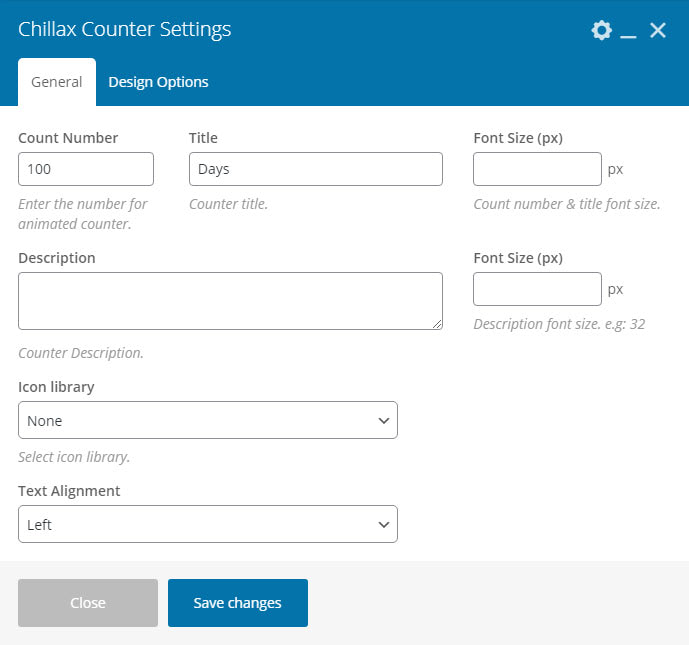 Chillax Counter Settings
General
Design Options
Count Number
Title
Font Size (px)
100
Days
px
Enter the number for
animated counter.
Counter title.
Count number & title font size.
Description
Font Size (px)
px
Description font size. e.g: 32
Counter Description.
Icon library
None
Select icon library.
Text Alignment
Left
Close
Save changes